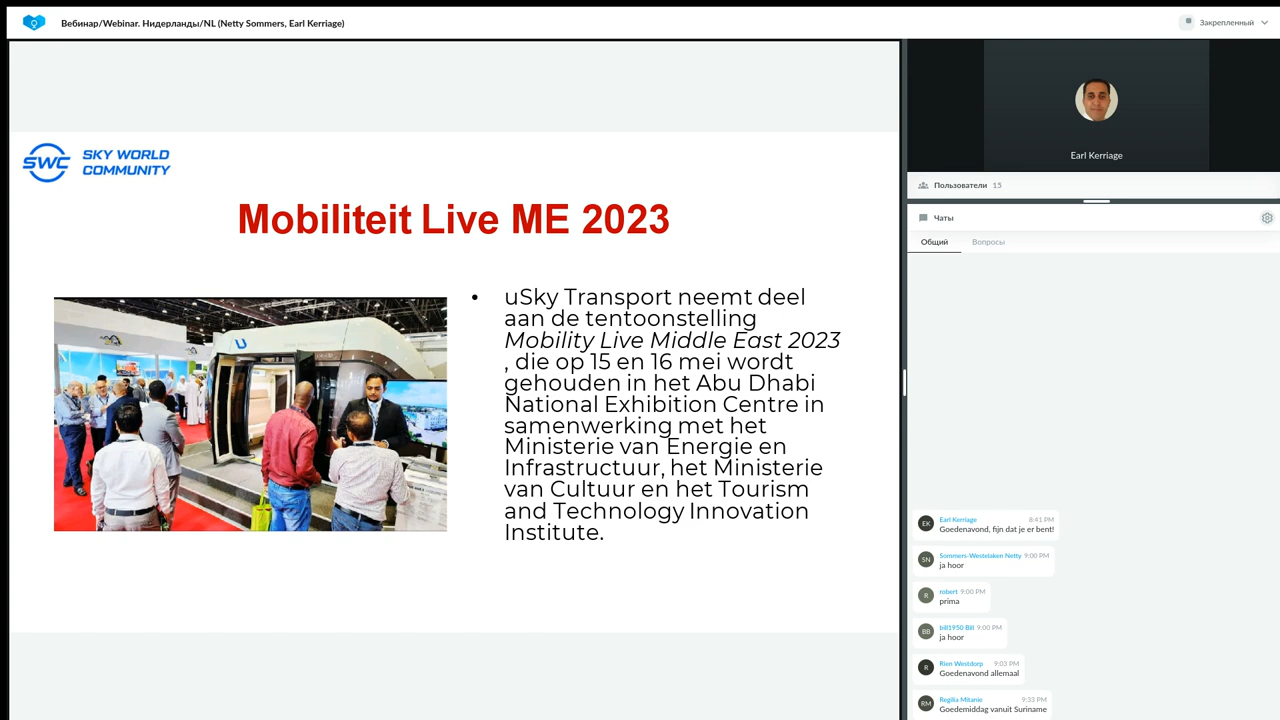 Вебинар/Webinar. Нидерланды/NL (Netty Sommers, Earl Kerriage)
Закрепленный
SWC
SKY WORLD
COMMUNITY
Mobiliteit Live ME 2023
• uSky Transport neemt deel
aan de tentoonstelling
Mobility Live Middle East 2023
, die op 15 en 16 mei wordt
gehouden in het Abu Dhabi
National Exhibition Centre in
samenwerking met het
Ministerie van Energie en
Infrastructuur, het Ministerie
van Cultuur en het Tourism
and Technology Innovation
Institute.
Earl Kerriage
Пользователи 15
Чаты
Общий Вопросы
EK Earl Kerriage 8:41 PM
Goedenavond, fijn dat je er bent!
SN Sommers-Westelaken Netty 9:00 PM
ja hoor
R robert 9:00 PM
prima
BB bill1950 Bill 9:00 PM
ja hoor
R Rien Westdorp 9:03 PM
Goedenavond allemaal
RM Regilia Mitanie 9:33 PM
Goedemiddag vanuit Suriname